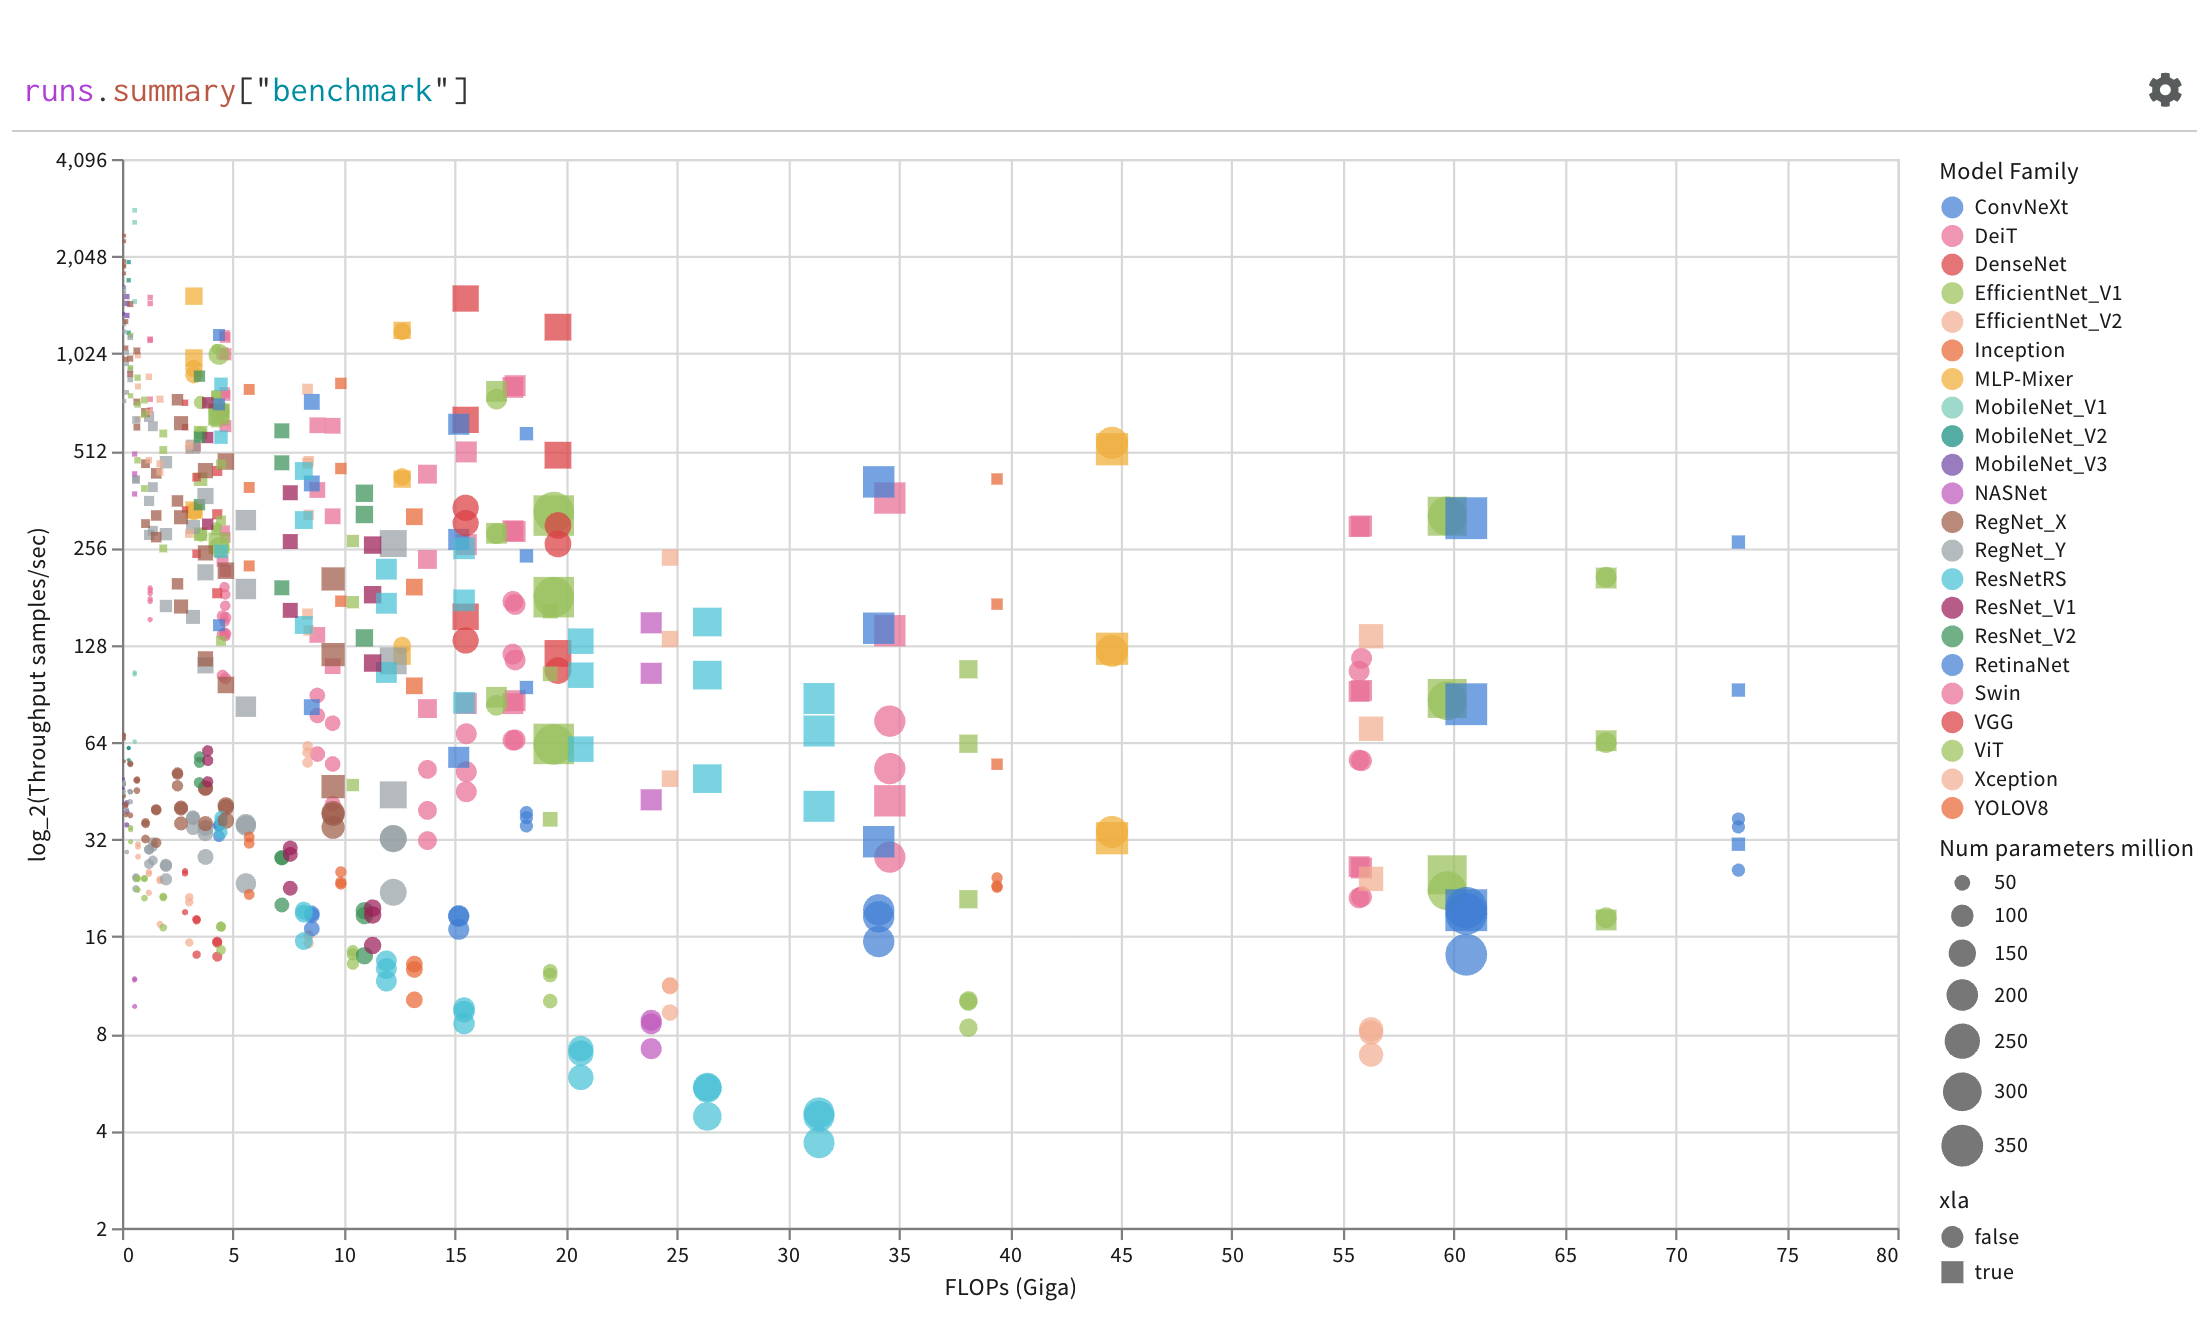 runs.summary["benchmark"]
4,096
2,048
1,024
512
256
128
64
32
16
8
4
2
log_2(Throughput samples/sec)
0 5 10 15 20 25 30 35 40 45 50 55 60 65 70 75 80
FLOPs (Giga)
Model Family
ConvNeXt
DeiT
DenseNet
EfficientNet_V1
EfficientNet_V2
Inception
MLP-Mixer
MobileNet_V1
MobileNet_V2
MobileNet_V3
NASNet
RegNet_X
RegNet_Y
ResNetRS
ResNet_V1
ResNet_V2
RetinaNet
Swin
VGG
ViT
Xception
YOLOV8
Num parameters million
50
100
150
200
250
300
350
xla
false
true